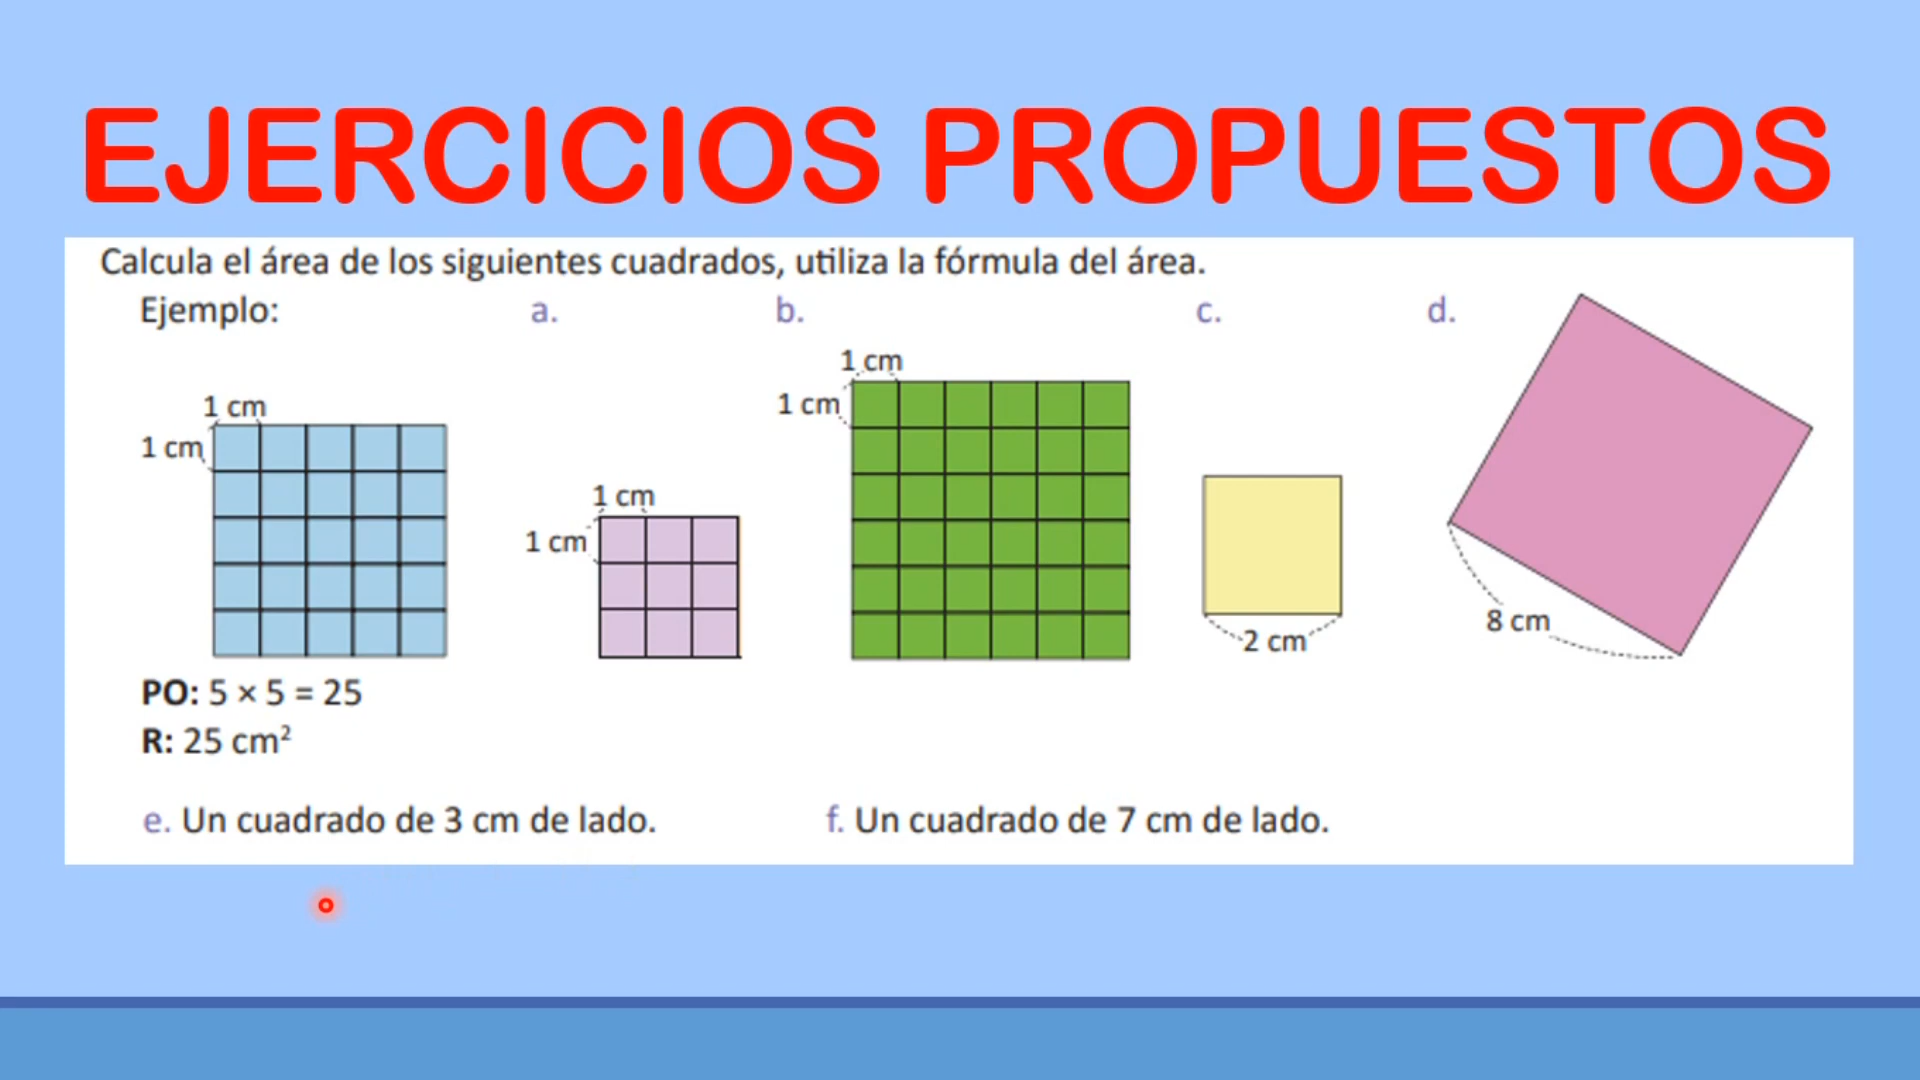 EJERCICIOS PROPUESTOS
Calcula el área de los siguientes cuadrados, utiliza la fórmula del área.
Ejemplo:
a.
b.
c.
d.
1 cm
1 cm
1 cm
1 cm
1 cm
1 cm
2 cm
8 cm
PO: 5 × 5 = 25
R: 25 cm²
e. Un cuadrado de 3 cm de lado.
f. Un cuadrado de 7 cm de lado.